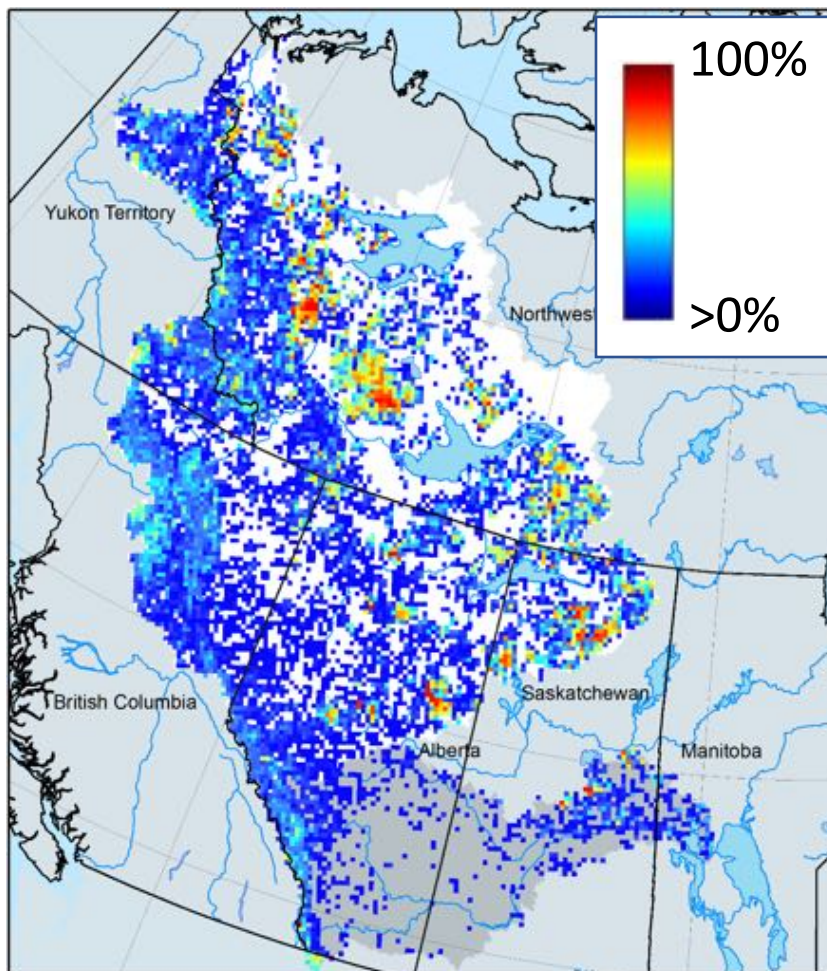 100%
Yukon Territory
Northwest
>0%
British Columbia
Saskatchewan
Alberta
Manitoba